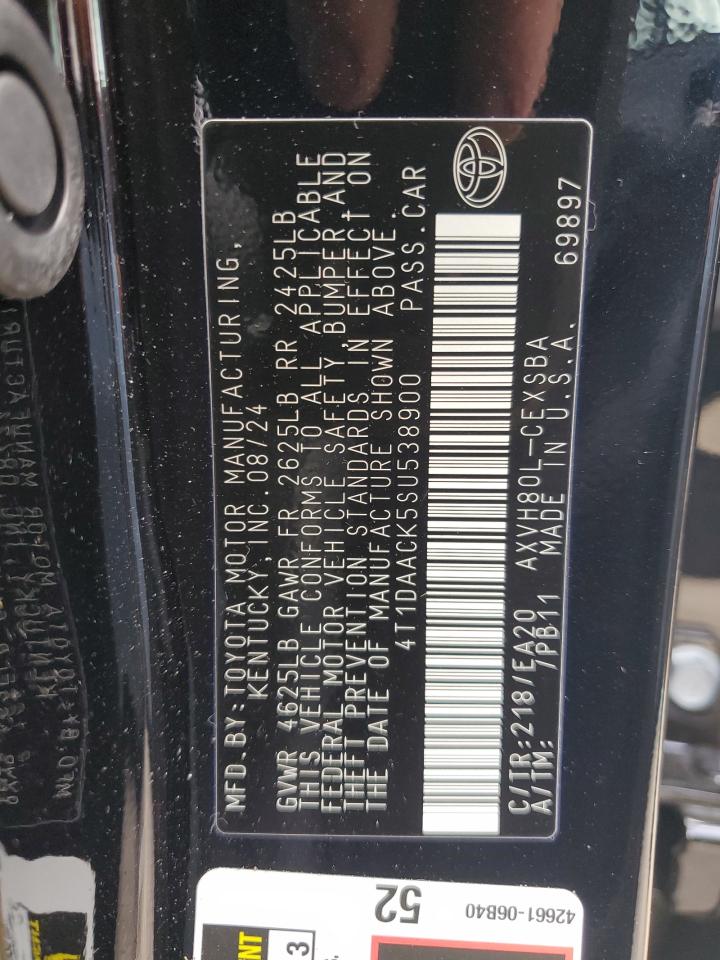 MFD.BY:TOYOTA MOTOR MANUFACTURING,
KENTUCKY,INC.08/24
GVWR 4625LB GAWR FR 2625LB RR 2425LB
THIS VEHICLE CONFORMS TO ALL APPLICABLE
FEDERAL MOTOR VEHICLE SAFETY,BUMPER,AND
THEFT PREVENTION STANDARDS IN EFFECT ON
THE DATE OF MANUFACTURE SHOWN ABOVE.
4T1DAACK5SU538900 PASS.CAR
C/TR:218/EA20 AXVH80L-CEXSBA 69897
A/TM: /PB11 MADE IN U.S.A.
52
42661-06B40
3